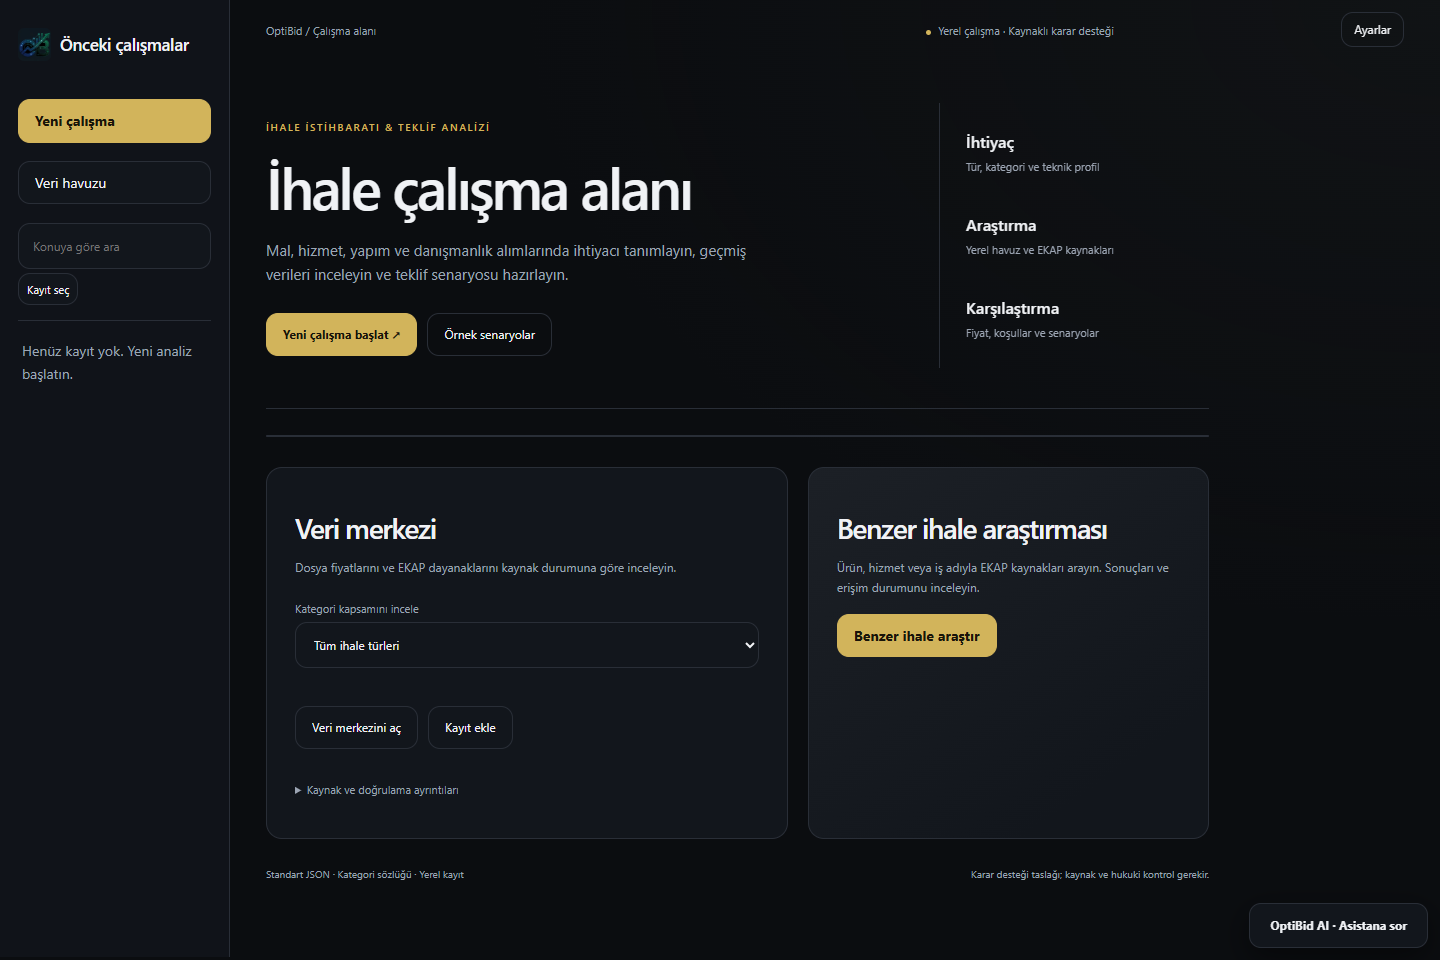 Önceki çalışmalar
Yeni çalışma
Veri havuzu
Konuya göre ara
Kayıt seç
Henüz kayıt yok. Yeni analiz
başlatın.
OptiBid / Çalışma alanı
Yerel çalışma · Kaynaklı karar desteği
Ayarlar
İHALE İSTİHBARATI & TEKLİF ANALİZİ
İhale çalışma alanı
Mal, hizmet, yapım ve danışmanlık alımlarında ihtiyacı tanımlayın, geçmiş
verileri inceleyin ve teklif senaryosu hazırlayın.
Yeni çalışma başlat ↗
Örnek senaryolar
İhtiyaç
Tür, kategori ve teknik profil
Araştırma
Yerel havuz ve EKAP kaynakları
Karşılaştırma
Fiyat, koşullar ve senaryolar
Veri merkezi
Dosya fiyatlarını ve EKAP dayanaklarını kaynak durumuna göre inceleyin.
Kategori kapsamını incele
Tüm ihale türleri
Veri merkezini aç
Kayıt ekle
▶ Kaynak ve doğrulama ayrıntıları
Benzer ihale araştırması
Ürün, hizmet veya iş adıyla EKAP kaynakları arayın. Sonuçları ve
erişim durumunu inceleyin.
Benzer ihale araştır
Standart JSON · Kategori sözlüğü · Yerel kayıt
Karar desteği taslağı; kaynak ve hukuki kontrol gerekir.
OptiBid AI · Asistana sor